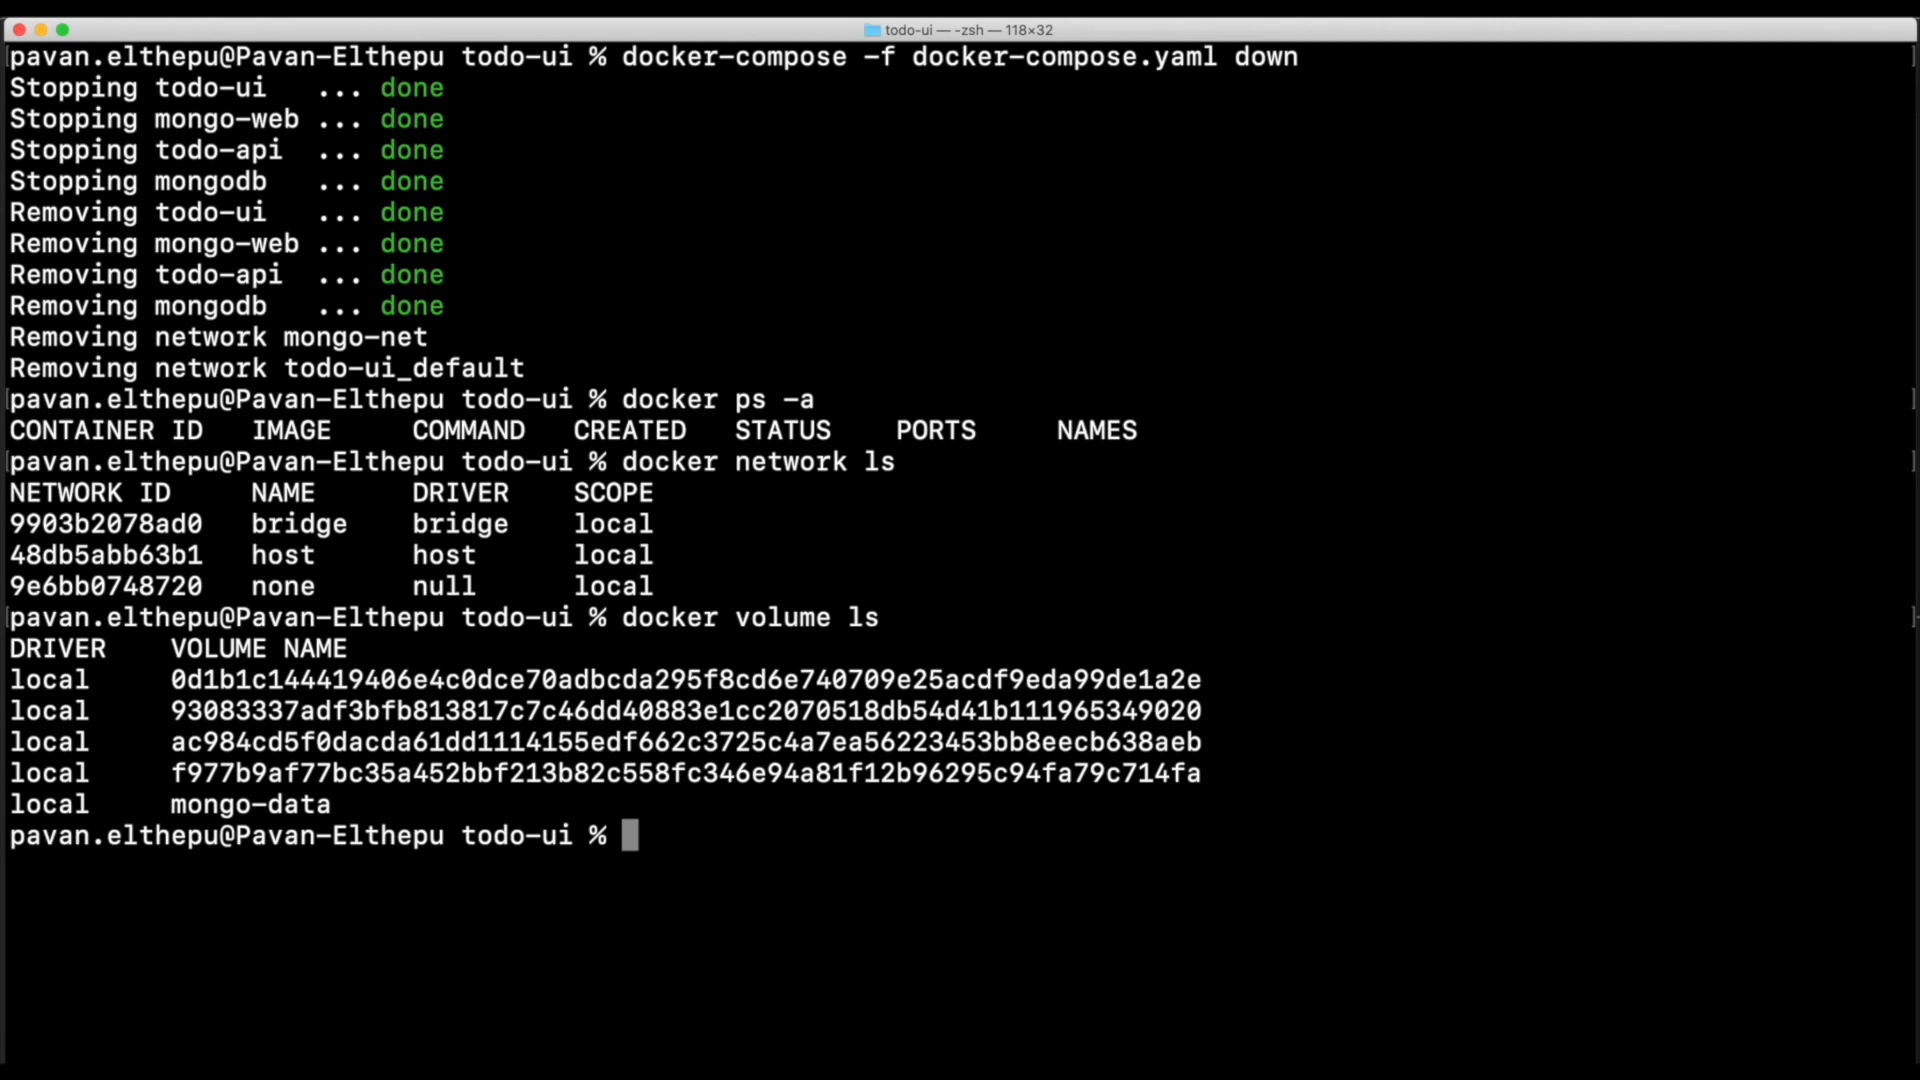 todo-ui — -zsh — 118×32
pavan.elthepu@Pavan-Elthepu todo-ui % docker-compose -f docker-compose.yaml down
Stopping todo-ui   ... done
Stopping mongo-web ... done
Stopping todo-api  ... done
Stopping mongodb   ... done
Removing todo-ui   ... done
Removing mongo-web ... done
Removing todo-api  ... done
Removing mongodb   ... done
Removing network mongo-net
Removing network todo-ui_default
pavan.elthepu@Pavan-Elthepu todo-ui % docker ps -a
CONTAINER ID   IMAGE     COMMAND   CREATED   STATUS    PORTS     NAMES
pavan.elthepu@Pavan-Elthepu todo-ui % docker network ls
NETWORK ID     NAME      DRIVER    SCOPE
9903b2078ad0   bridge    bridge    local
48db5abb63b1   host      host      local
9e6bb0748720   none      null      local
pavan.elthepu@Pavan-Elthepu todo-ui % docker volume ls
DRIVER    VOLUME NAME
local     0d1b1c144419406e4c0dce70adbcda295f8cd6e740709e25acdf9eda99de1a2e
local     93083337adf3bfb813817c7c46dd40883e1cc2070518db54d41b111965349020
local     ac984cd5f0dacda61dd1114155edf662c3725c4a7ea56223453bb8eecb638aeb
local     f977b9af77bc35a452bbf213b82c558fc346e94a81f12b96295c94fa79c714fa
local     mongo-data
pavan.elthepu@Pavan-Elthepu todo-ui %